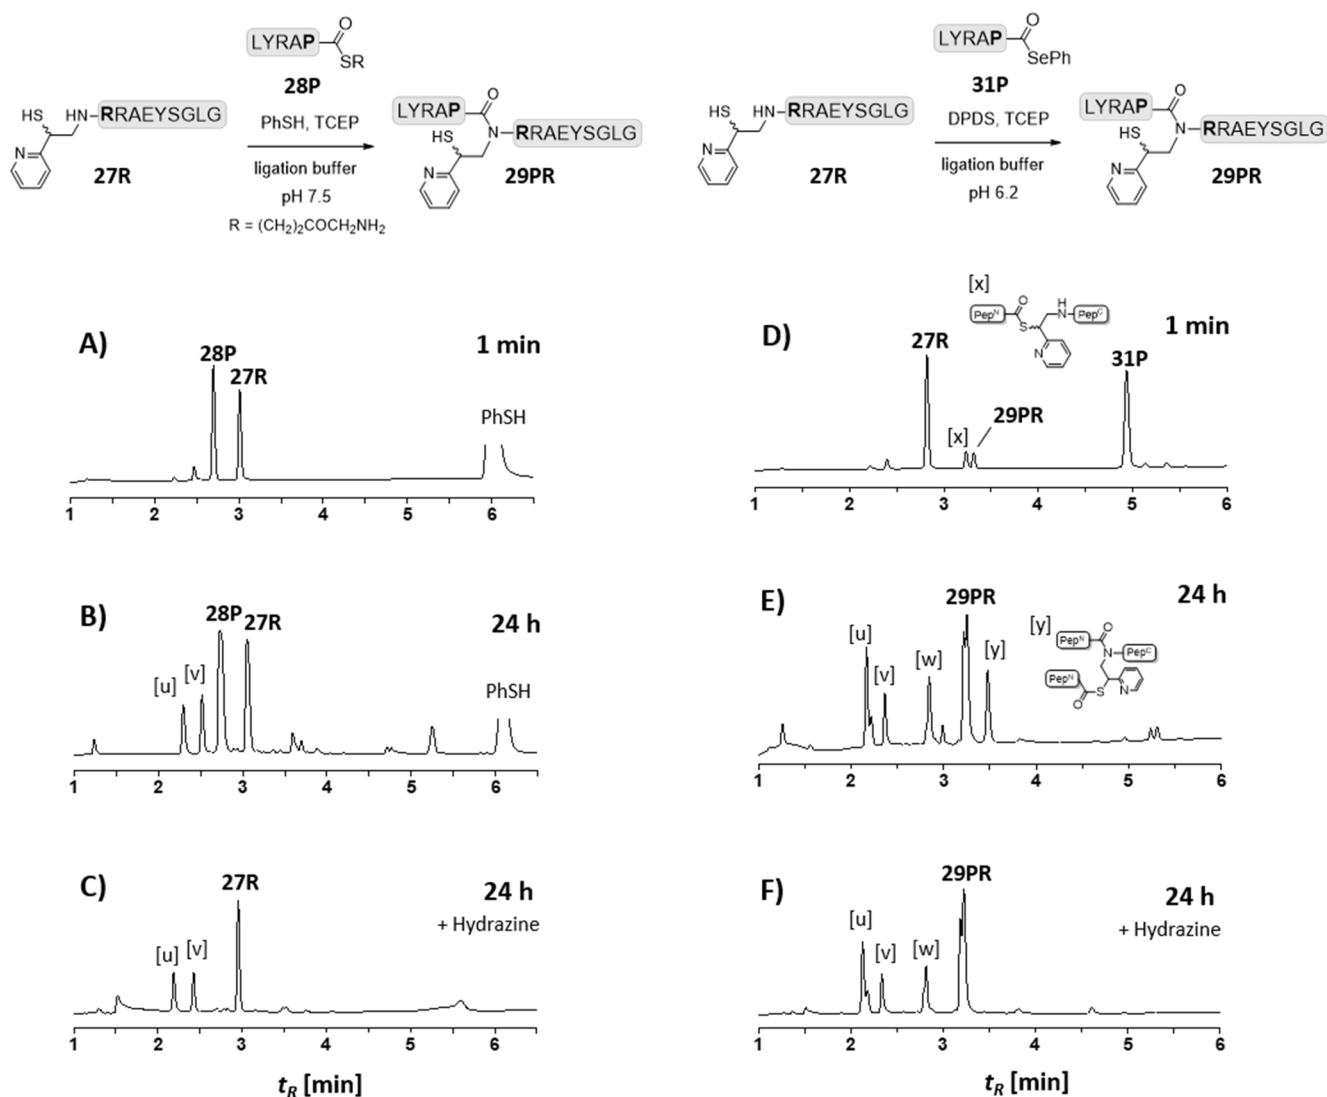 LYRAP O
SR
28P
HS HN RRAEYSGLG
N
27R
PhSH, TCEP
ligation buffer
pH 7.5
R = (CH₂)₂COCH₂NH₂
LYRAP O
HS N RRAEYSGLG
N
29PR
LYRAP O
SePh
31P
HS HN RRAEYSGLG
N
27R
DPDS, TCEP
ligation buffer
pH 6.2
LYRAP O
HS N RRAEYSGLG
N
29PR
A) 1 min
28P
27R
PhSH
1 2 3 4 5 6
B) 24 h
28P 27R
[u] [v]
PhSH
1 2 3 4 5 6
C) 24 h
+ Hydrazine
27R
[u] [v]
1 2 3 4 5 6
tR [min]
D) 1 min
[x]
O H
Pepᴺ S N Pepᶜ
N
27R
31P
[x] 29PR
1 2 3 4 5 6
E) 24 h
29PR
[u] [v] [w] [y]
[y]
Pepᴺ O
N Pepᶜ
Pepᴺ S N
O
1 2 3 4 5 6
F) 24 h
+ Hydrazine
29PR
[u] [v] [w]
1 2 3 4 5 6
tR [min]